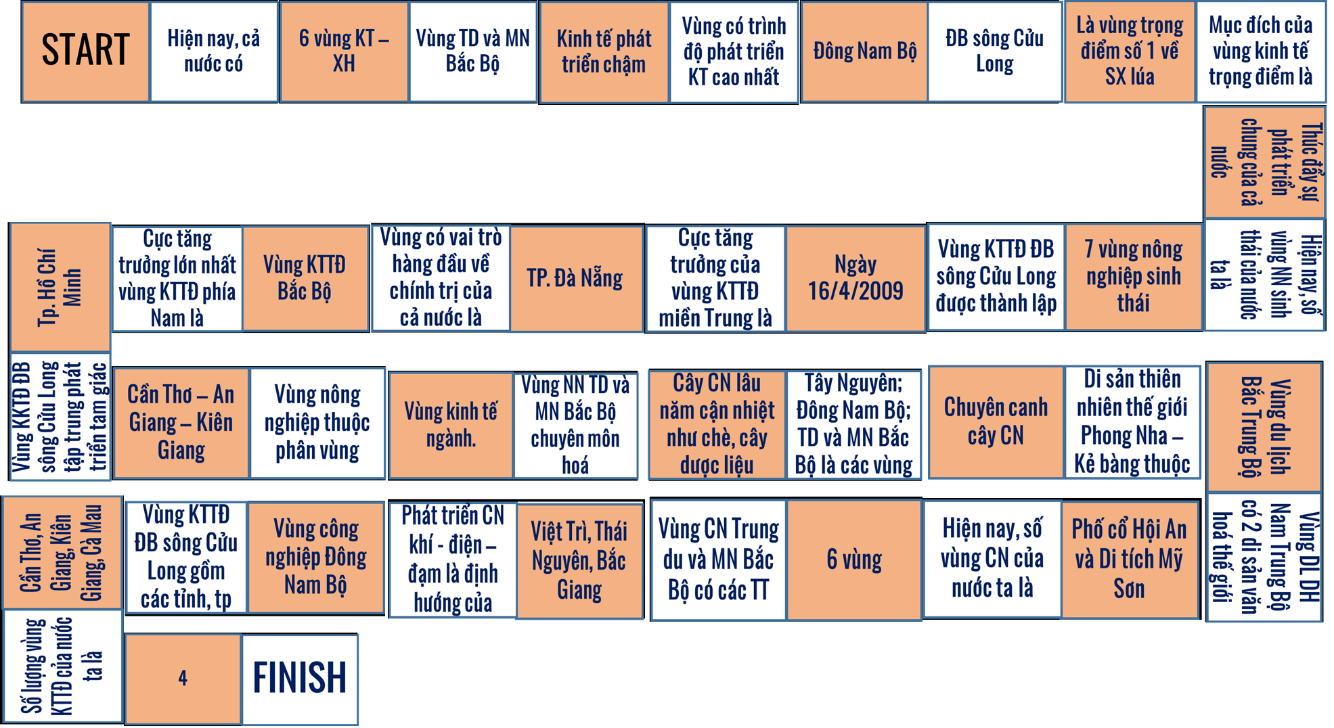 START
Hiện nay, cả
nước có
6 vùng KT –
XH
Vùng TD và MN
Bắc Bộ
Kinh tế phát
triển chậm
Vùng có trình
độ phát triển
KT cao nhất
Đông Nam Bộ
ĐB sông Cửu
Long
Là vùng trọng
điểm số 1 về
SX lúa
Mục đích của
vùng kinh tế
trọng điểm là
Thúc đẩy sự
phát triển
chung của cả
nước
Hiện nay, số
vùng NN sinh
thái của nước
ta là
7 vùng nông
nghiệp sinh
thái
Vùng KTTĐ ĐB
sông Cửu Long
được thành lập
Ngày
16/4/2009
Cực tăng
trưởng của
vùng KTTĐ
miền Trung là
TP. Đà Nẵng
Vùng có vai trò
hàng đầu về
chính trị của
cả nước là
Vùng KTTĐ
Bắc Bộ
Cực tăng
trưởng lớn nhất
vùng KTTĐ phía
Nam là
Tp. Hồ Chí
Minh
Vùng KKTĐ ĐB
sông Cửu Long
tập trung phát
triển tam giác
Cần Thơ – An
Giang – Kiên
Giang
Vùng nông
nghiệp thuộc
phân vùng
Vùng kinh tế
ngành.
Vùng NN TD và
MN Bắc Bộ
chuyên môn
hoá
Cây CN lâu
năm cận nhiệt
như chè, cây
dược liệu
Tây Nguyên;
Đông Nam Bộ;
TD và MN Bắc
Bộ là các vùng
Chuyên canh
cây CN
Di sản thiên
nhiên thế giới
Phong Nha –
Kẻ bàng thuộc
Vùng du lịch
Bắc Trung Bộ
Vùng DL DH
Nam Trung Bộ
có 2 di sản văn
hoá thế giới
Phố cổ Hội An
và Di tích Mỹ
Sơn
Hiện nay, số
vùng CN của
nước ta là
6 vùng
Vùng CN Trung
du và MN Bắc
Bộ có các TT
Việt Trì, Thái
Nguyên, Bắc
Giang
Phát triển CN
khí - điện –
đạm là định
hướng của
Vùng công
nghiệp Đông
Nam Bộ
Vùng KTTĐ
ĐB sông Cửu
Long gồm
các tỉnh, tp
Cần Thơ, An
Giang, Kiên
Giang, Cà Mau
Số lượng vùng
KTTĐ của nước
ta là
4
FINISH